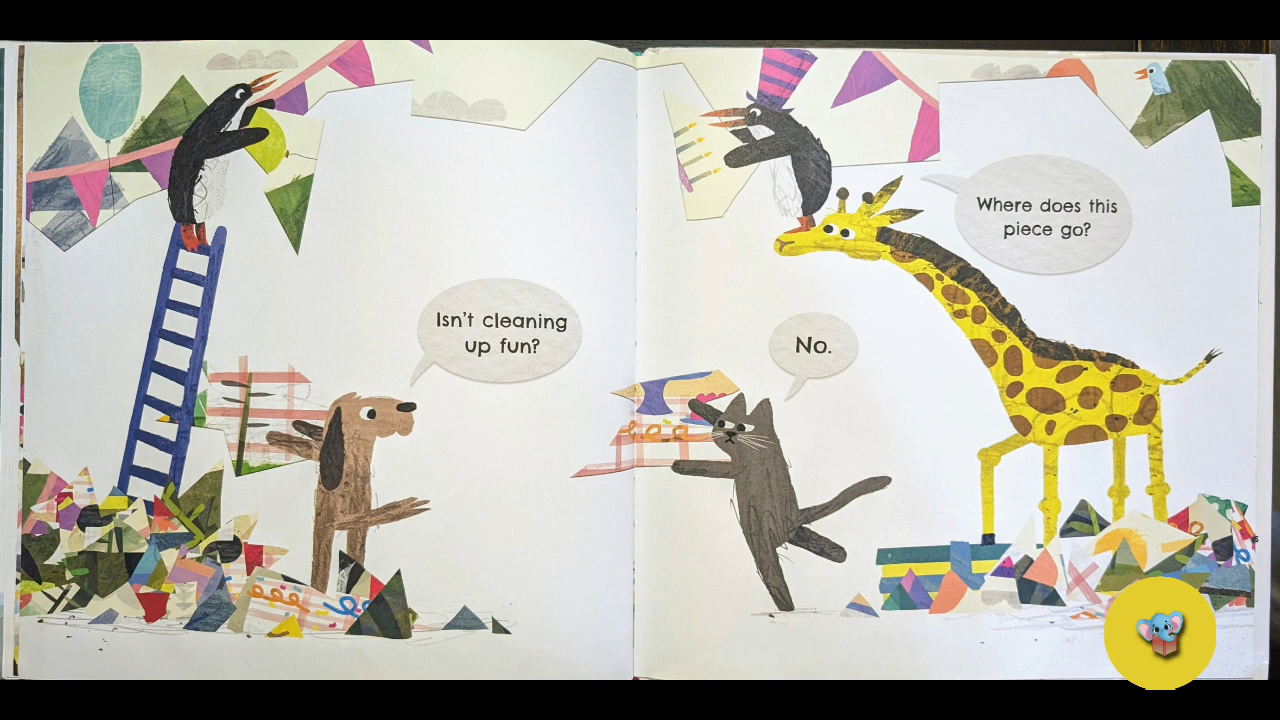 Isn't cleaning
up fun?
No.
Where does this
piece go?